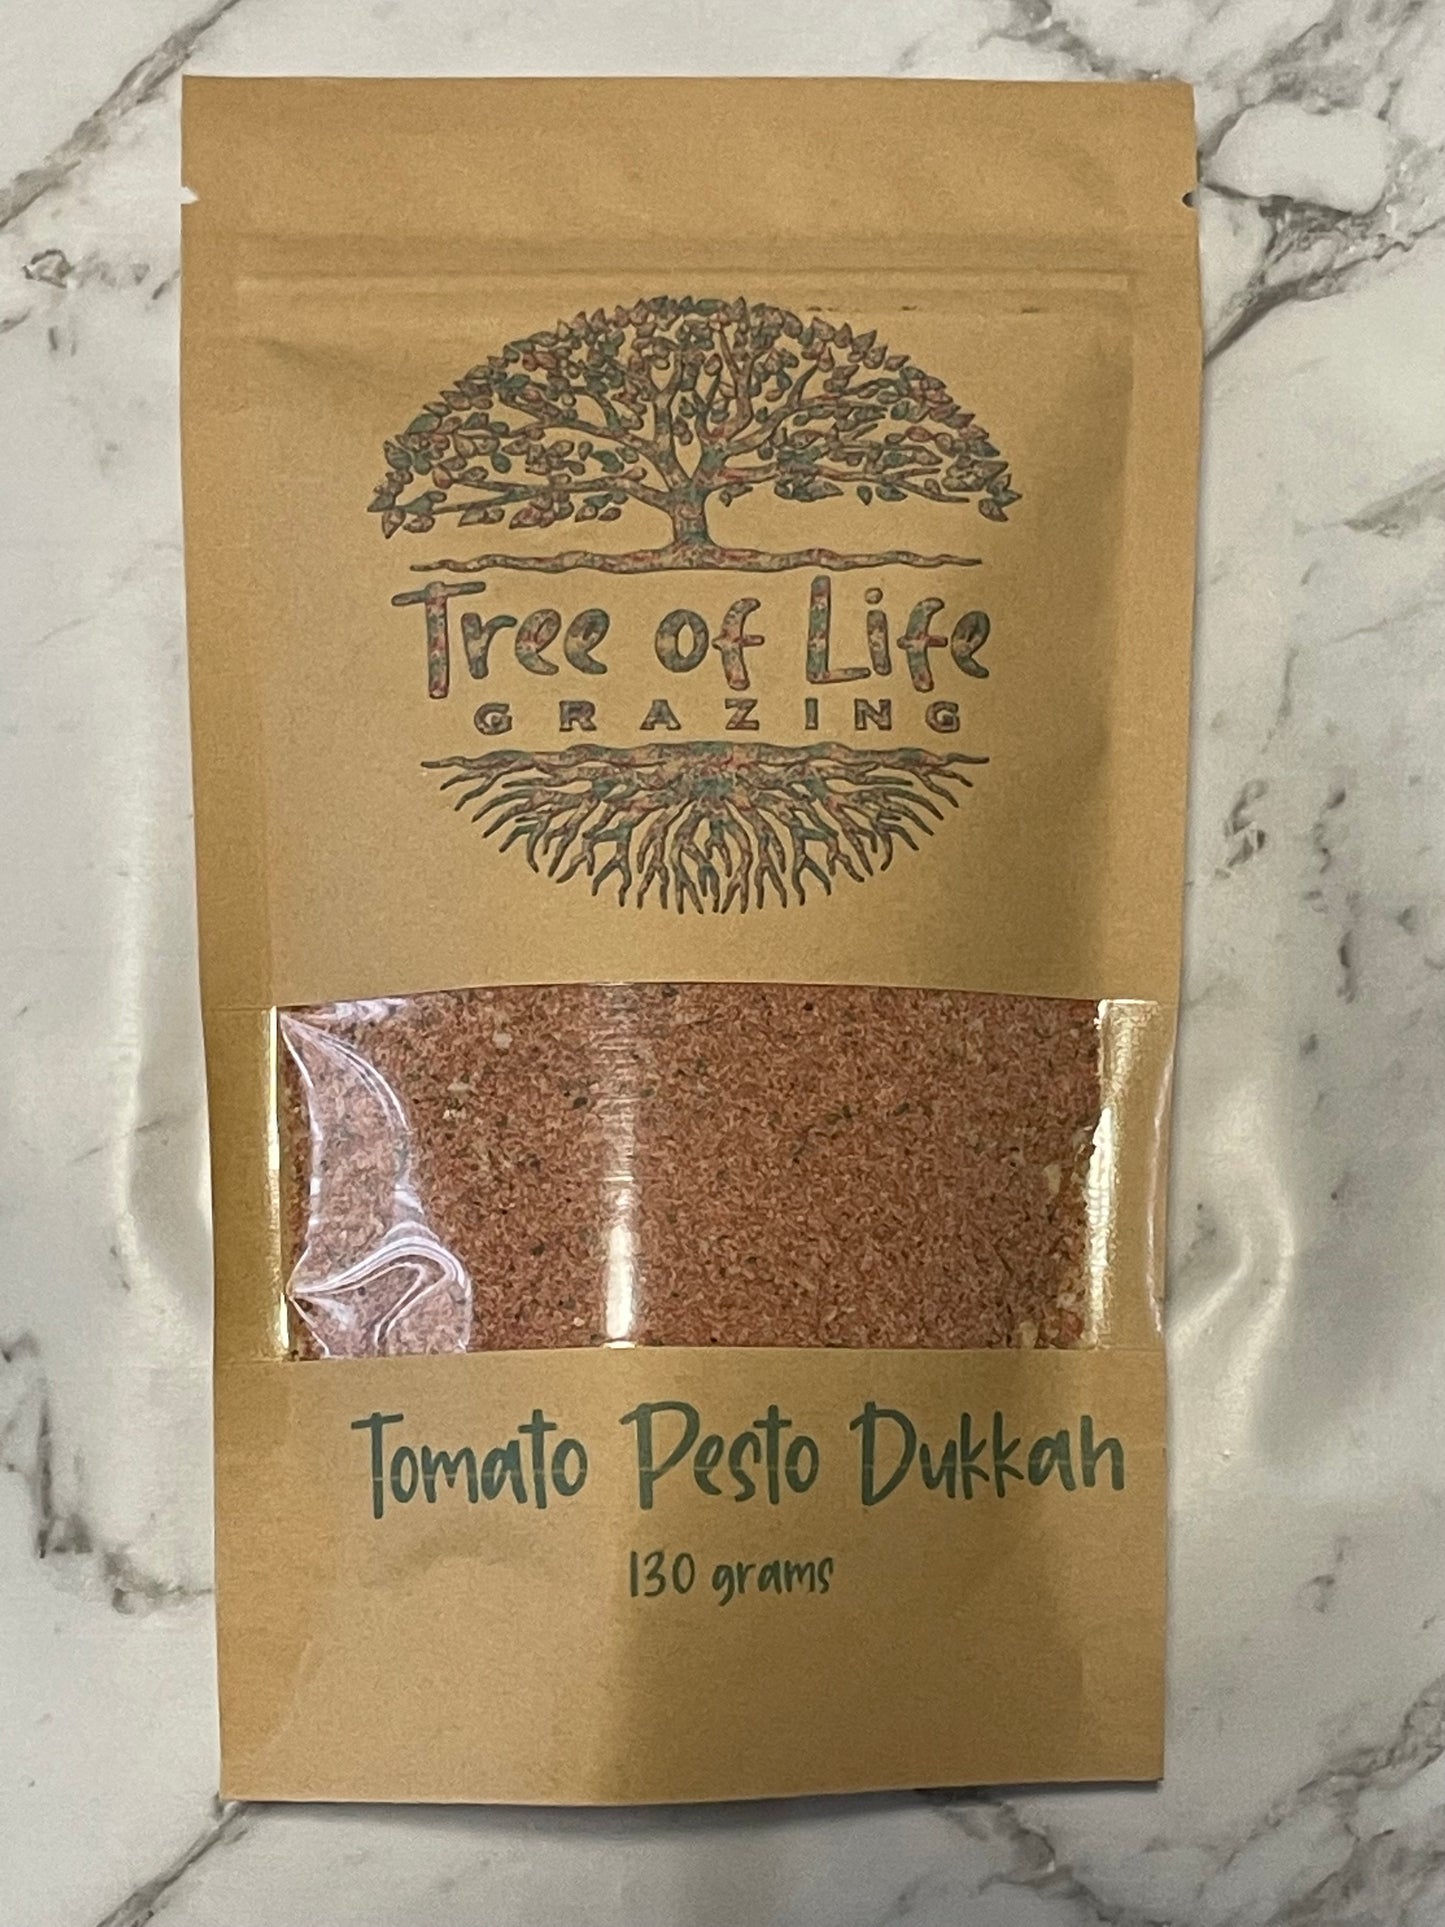 Tree of Life
GRAZING
Tomato Pesto Dukkah
130 grams